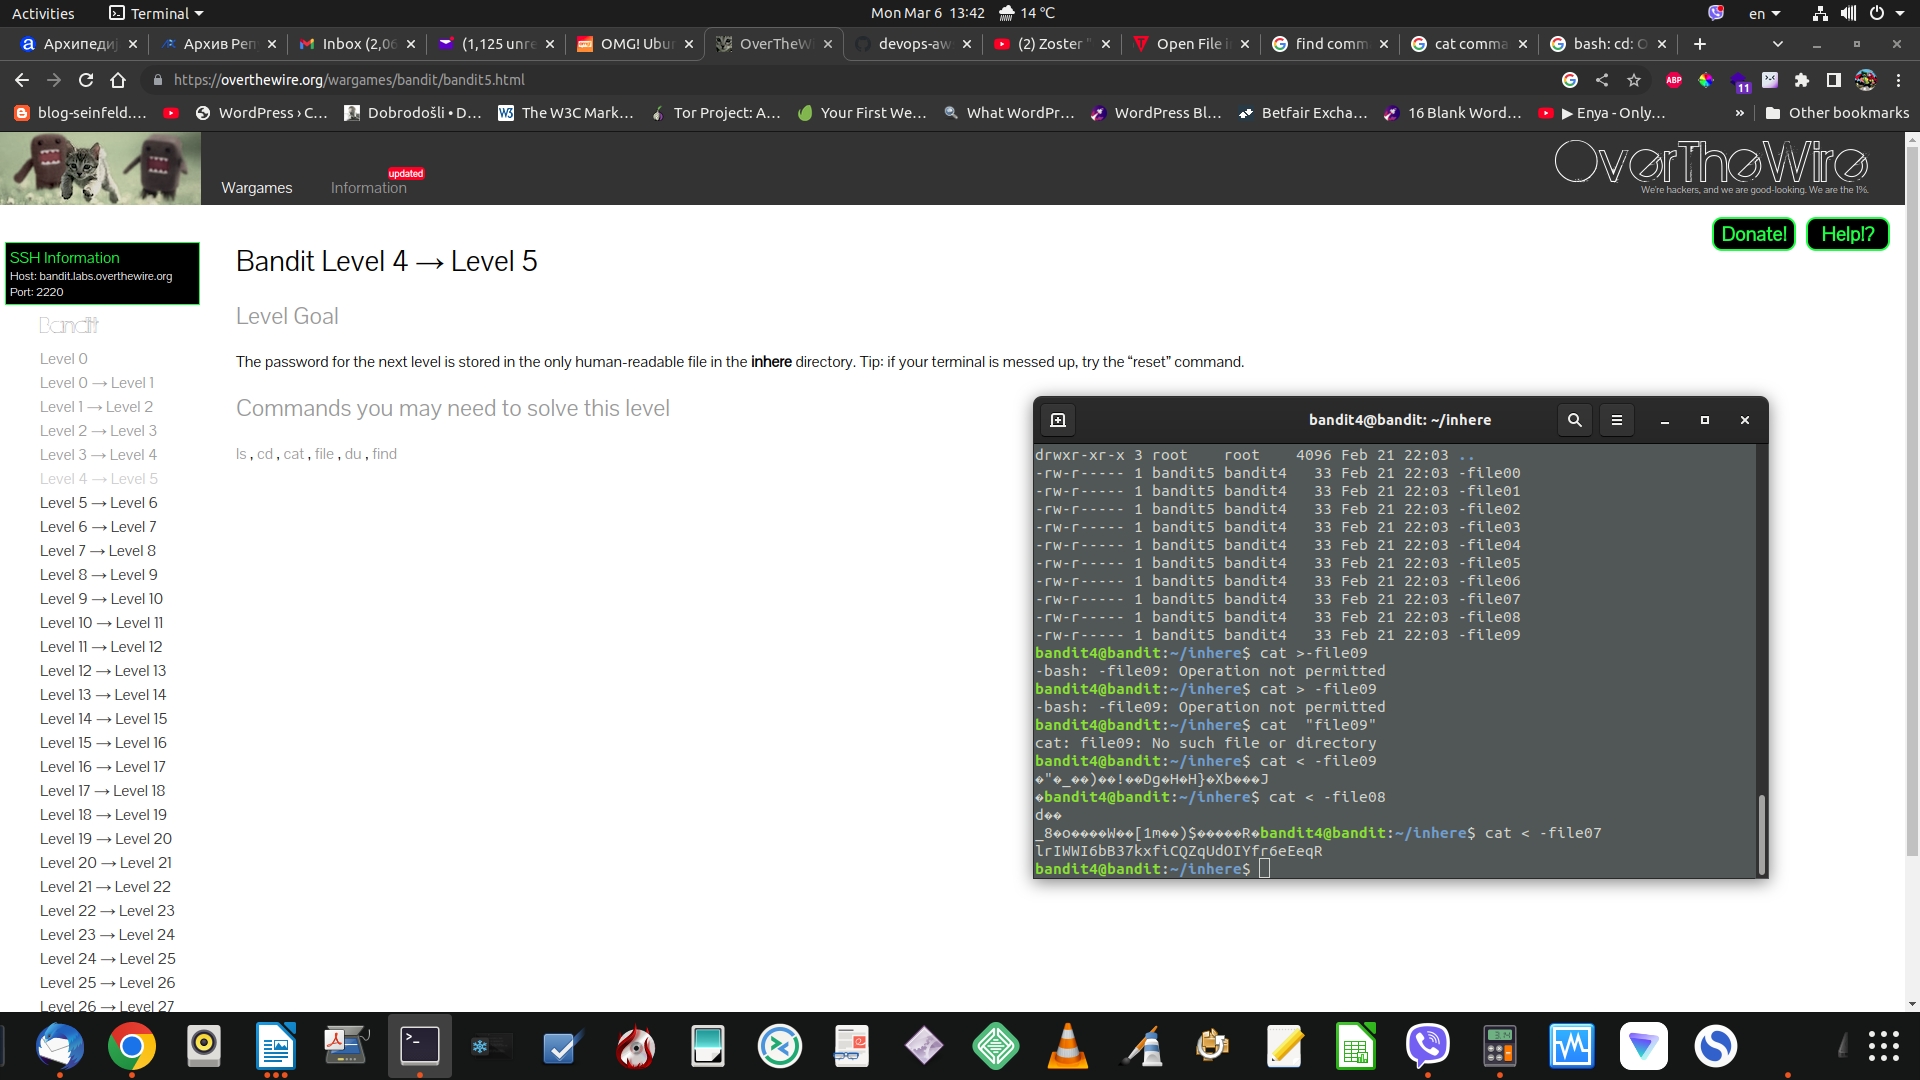 Activities
Terminal
Mon Mar 6 13:42
14 °C
en
Архипедиј
Архив Реп
Inbox (2,06
(1,125 unre
OMG! Ubur
OverTheWi
devops-aw
(2) Zoster
Open File i
find comm
cat comma
bash: cd: O
https://overthewire.org/wargames/bandit/bandit5.html
ABP
11
blog-seinfeld....
WordPress › C...
Dobrodošli • D...
The W3C Mark...
Tor Project: A...
Your First We...
What WordPr...
WordPress Bl...
Betfair Excha...
16 Blank Word...
▶ Enya - Only...
»
Other bookmarks
Wargames
Information
updated
OverTheWire
We're hackers, and we are good-looking. We are the 1%.
Donate!
Help!?
SSH Information
Host: bandit.labs.overthewire.org
Port: 2220
Bandit
Level 0
Level 0 → Level 1
Level 1 → Level 2
Level 2 → Level 3
Level 3 → Level 4
Level 4 → Level 5
Level 5 → Level 6
Level 6 → Level 7
Level 7 → Level 8
Level 8 → Level 9
Level 9 → Level 10
Level 10 → Level 11
Level 11 → Level 12
Level 12 → Level 13
Level 13 → Level 14
Level 14 → Level 15
Level 15 → Level 16
Level 16 → Level 17
Level 17 → Level 18
Level 18 → Level 19
Level 19 → Level 20
Level 20 → Level 21
Level 21 → Level 22
Level 22 → Level 23
Level 23 → Level 24
Level 24 → Level 25
Level 25 → Level 26
Level 26 → Level 27
Bandit Level 4 → Level 5
Level Goal
The password for the next level is stored in the only human-readable file in the inhere directory. Tip: if your terminal is messed up, try the “reset” command.
Commands you may need to solve this level
ls , cd , cat , file , du , find
bandit4@bandit: ~/inhere
drwxr-xr-x 3 root    root    4096 Feb 21 22:03 ..
-rw-r----- 1 bandit5 bandit4   33 Feb 21 22:03 -file00
-rw-r----- 1 bandit5 bandit4   33 Feb 21 22:03 -file01
-rw-r----- 1 bandit5 bandit4   33 Feb 21 22:03 -file02
-rw-r----- 1 bandit5 bandit4   33 Feb 21 22:03 -file03
-rw-r----- 1 bandit5 bandit4   33 Feb 21 22:03 -file04
-rw-r----- 1 bandit5 bandit4   33 Feb 21 22:03 -file05
-rw-r----- 1 bandit5 bandit4   33 Feb 21 22:03 -file06
-rw-r----- 1 bandit5 bandit4   33 Feb 21 22:03 -file07
-rw-r----- 1 bandit5 bandit4   33 Feb 21 22:03 -file08
-rw-r----- 1 bandit5 bandit4   33 Feb 21 22:03 -file09
bandit4@bandit:~/inhere$ cat >-file09
-bash: -file09: Operation not permitted
bandit4@bandit:~/inhere$ cat > -file09
-bash: -file09: Operation not permitted
bandit4@bandit:~/inhere$ cat  "file09"
cat: file09: No such file or directory
bandit4@bandit:~/inhere$ cat < -file09
�"�_��)��!��Dg�H�H}�Xb���J
�bandit4@bandit:~/inhere$ cat < -file08
d��
_8�o����W��[1m��)$�����R�bandit4@bandit:~/inhere$ cat < -file07
lrIWWI6bB37kxfiCQZqUdOIYfr6eEeqR
bandit4@bandit:~/inhere$